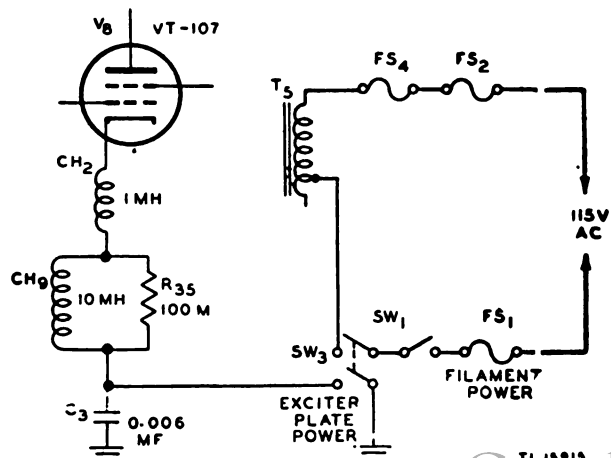 V8 VT-107
FS4
FS2
T5
CH2
1 MH
115V
AC
CH9
10 MH
R35
100 M
SW1
FS1
SW3
FILAMENT
POWER
EXCITER
PLATE
POWER
0.006
MF